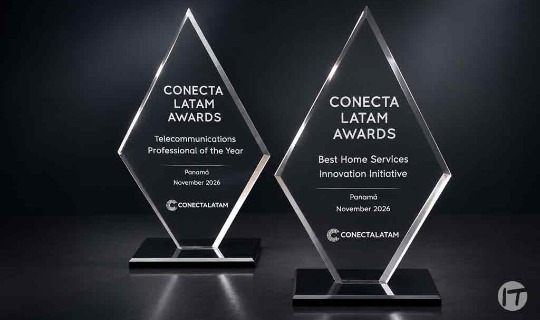 CONECTA
LATAM
AWARDS
Telecommunications
Professional of the Year
Panamá
November 2026
CONECTALATAM
CONECTA
LATAM
AWARDS
Best Home Services
Innovation Initiative
Panamá
November 2026
CONECTALATAM
IT